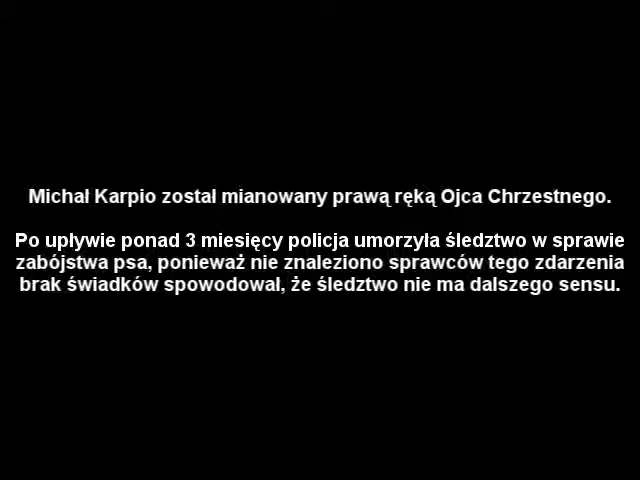 Michał Karpio został mianowany prawą ręką Ojca Chrzestnego.
Po upływie ponad 3 miesięcy policja umorzyła śledztwo w sprawie
zabójstwa psa, ponieważ nie znaleziono sprawców tego zdarzenia
brak świadków spowodował, że śledztwo nie ma dalszego sensu.